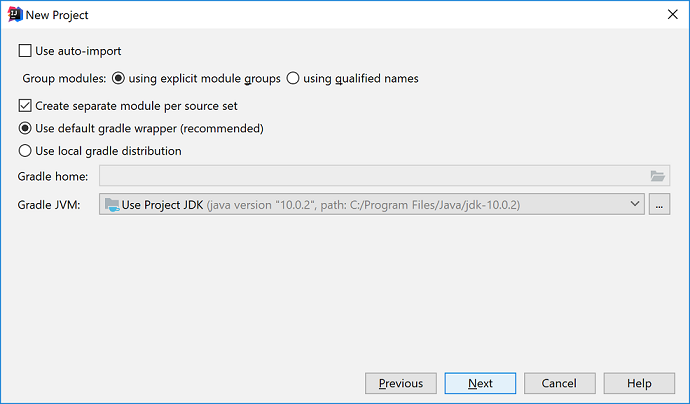 New Project
Use auto-import
Group modules: using explicit module groups using qualified names
Create separate module per source set
Use default gradle wrapper (recommended)
Use local gradle distribution
Gradle home:
Gradle JVM: Use Project JDK (java version "10.0.2", path: C:/Program Files/Java/jdk-10.0.2) ...
Previous Next Cancel Help